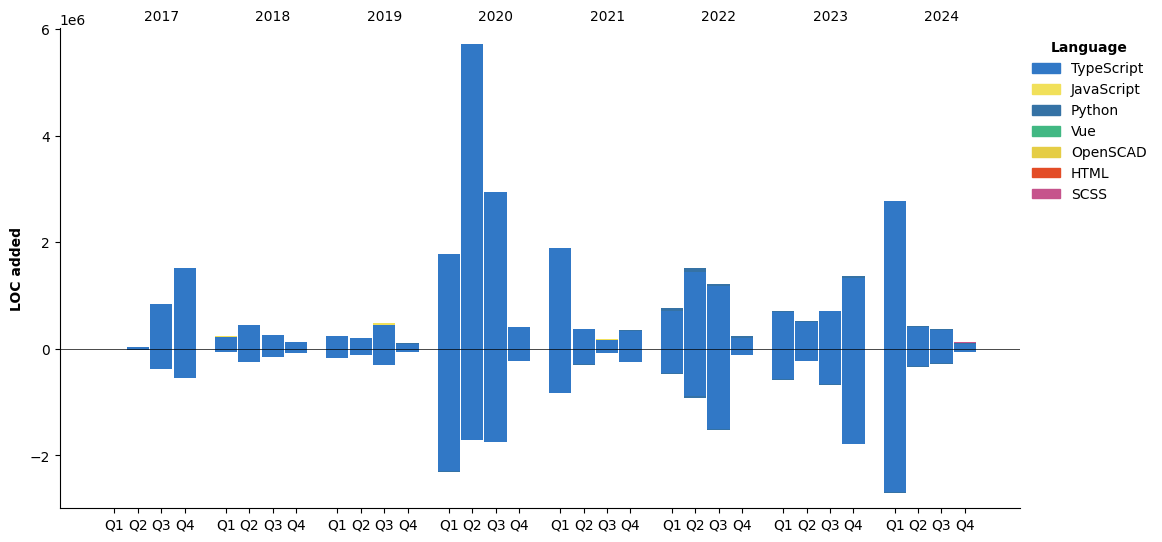 2017 2018 2019 2020 2021 2022 2023 2024
1e6
6
4
2
0
−2
LOC added
Q1 Q2 Q3 Q4 Q1 Q2 Q3 Q4 Q1 Q2 Q3 Q4 Q1 Q2 Q3 Q4 Q1 Q2 Q3 Q4 Q1 Q2 Q3 Q4 Q1 Q2 Q3 Q4 Q1 Q2 Q3 Q4
Language
TypeScript
JavaScript
Python
Vue
OpenSCAD
HTML
SCSS